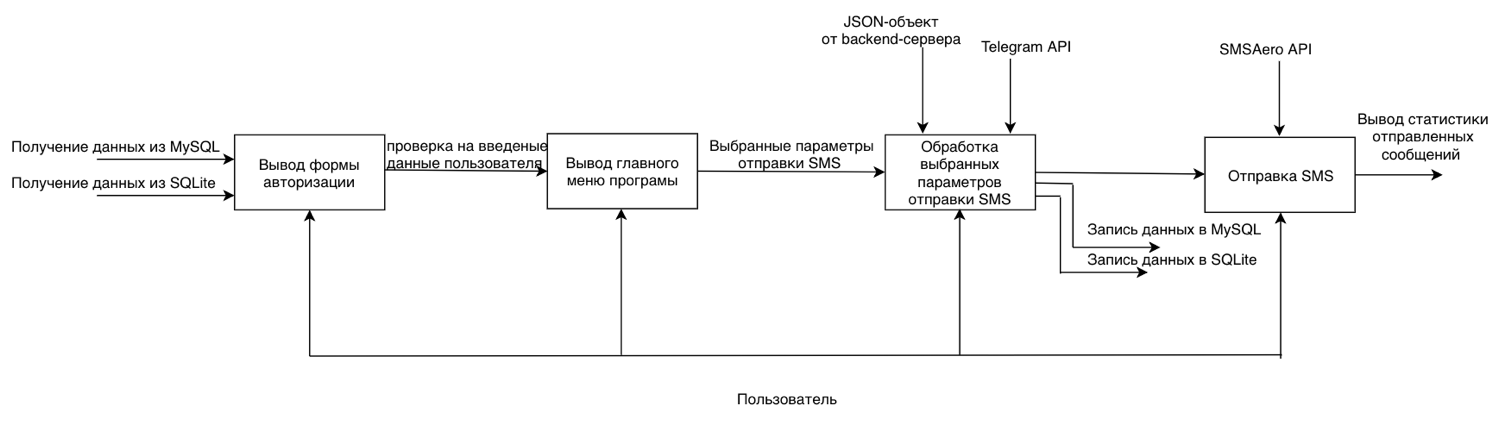 JSON-объект
от backend-сервера
Telegram API
SMSAero API
Получение данных из MySQL
Получение данных из SQLite
Вывод формы
авторизации
проверка на введеные
данные пользователя
Вывод главного
меню програмы
Выбранные параметры
отправки SMS
Обработка
выбранных
параметров
отправки SMS
Отправка SMS
Вывод статистики
отправленных
сообщений
Запись данных в MySQL
Запись данных в SQLite
Пользователь